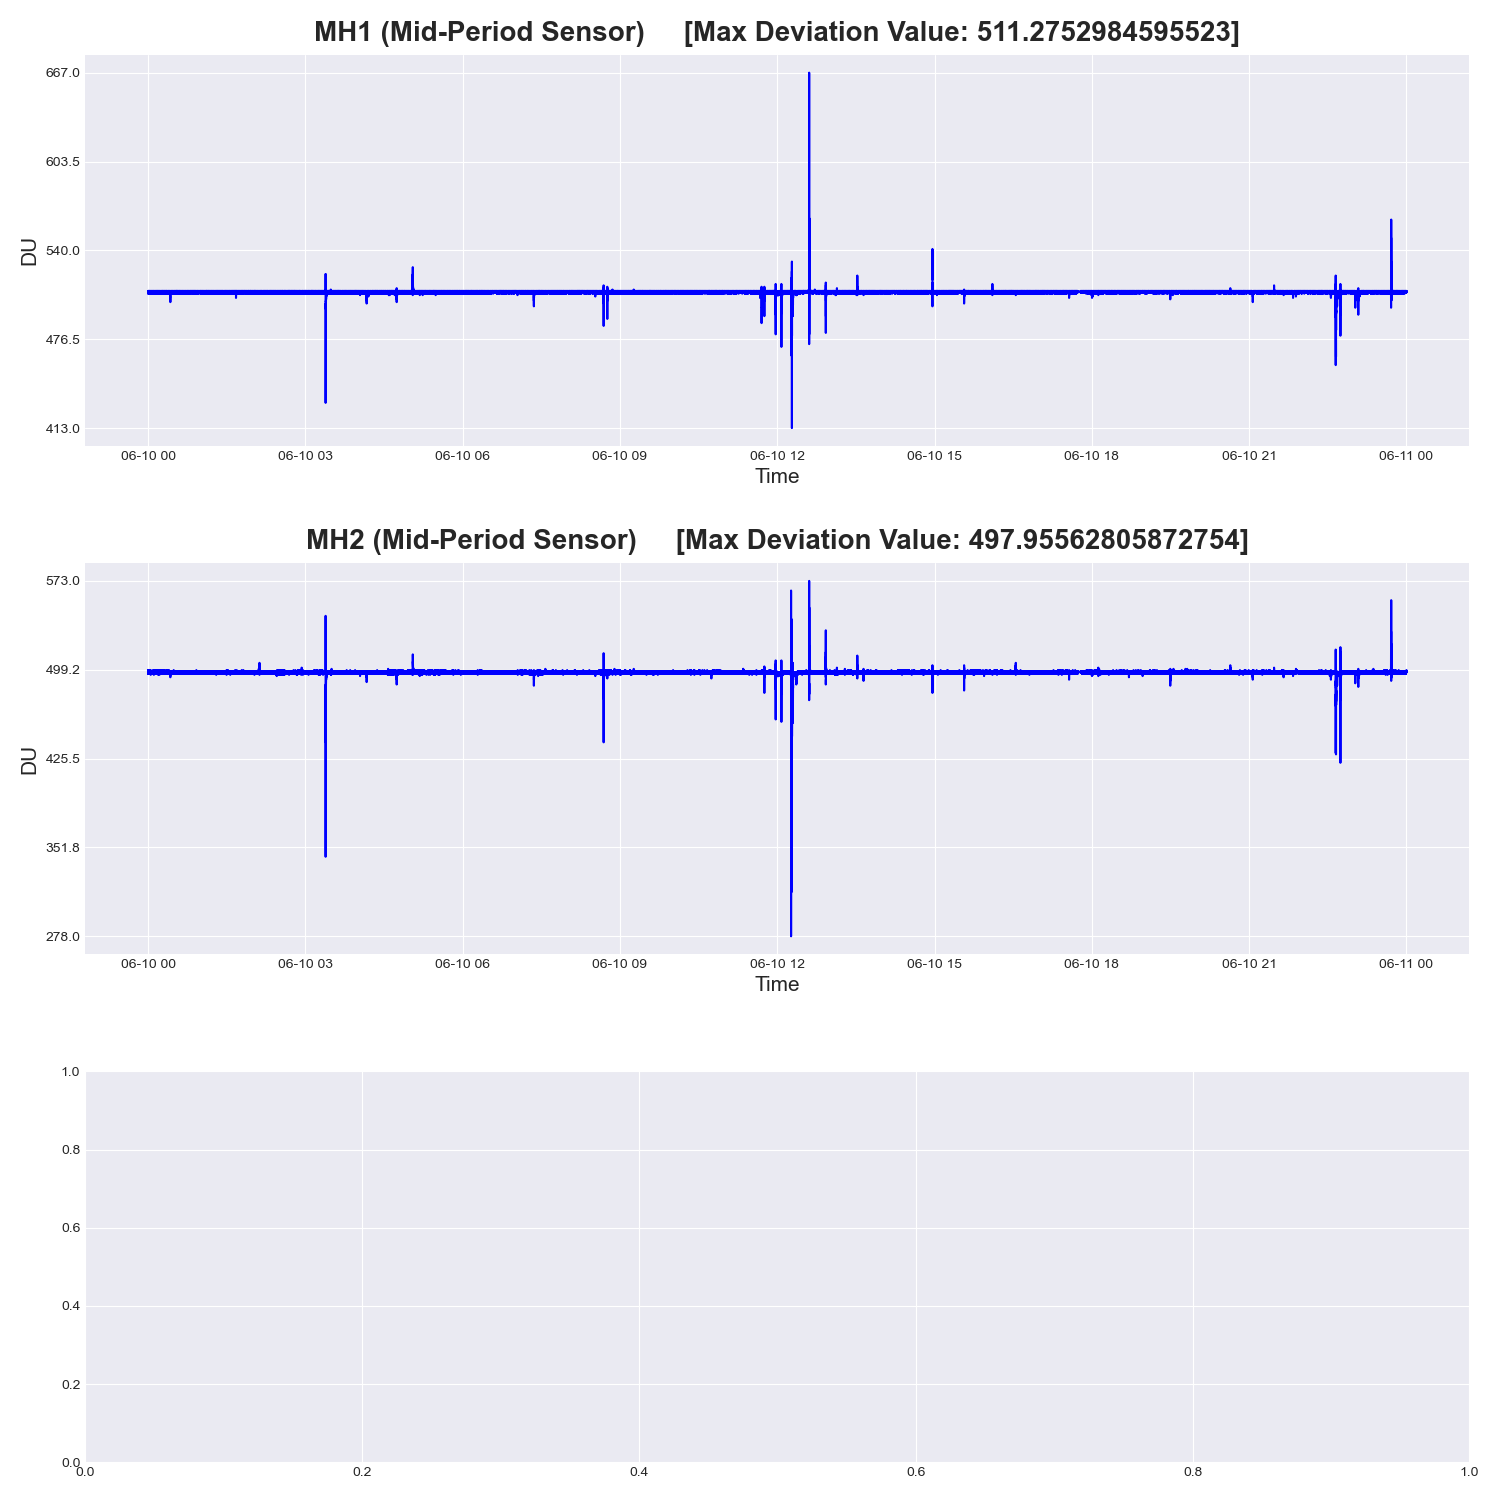 MH1 (Mid-Period Sensor) [Max Deviation Value: 511.2752984595523]
667.0
603.5
540.0
476.5
413.0
DU
06-10 00 06-10 03 06-10 06 06-10 09 06-10 12 06-10 15 06-10 18 06-10 21 06-11 00
Time
MH2 (Mid-Period Sensor) [Max Deviation Value: 497.95562805872754]
573.0
499.2
425.5
351.8
278.0
DU
06-10 00 06-10 03 06-10 06 06-10 09 06-10 12 06-10 15 06-10 18 06-10 21 06-11 00
Time
1.0
0.8
0.6
0.4
0.2
0.0
0.0 0.2 0.4 0.6 0.8 1.0